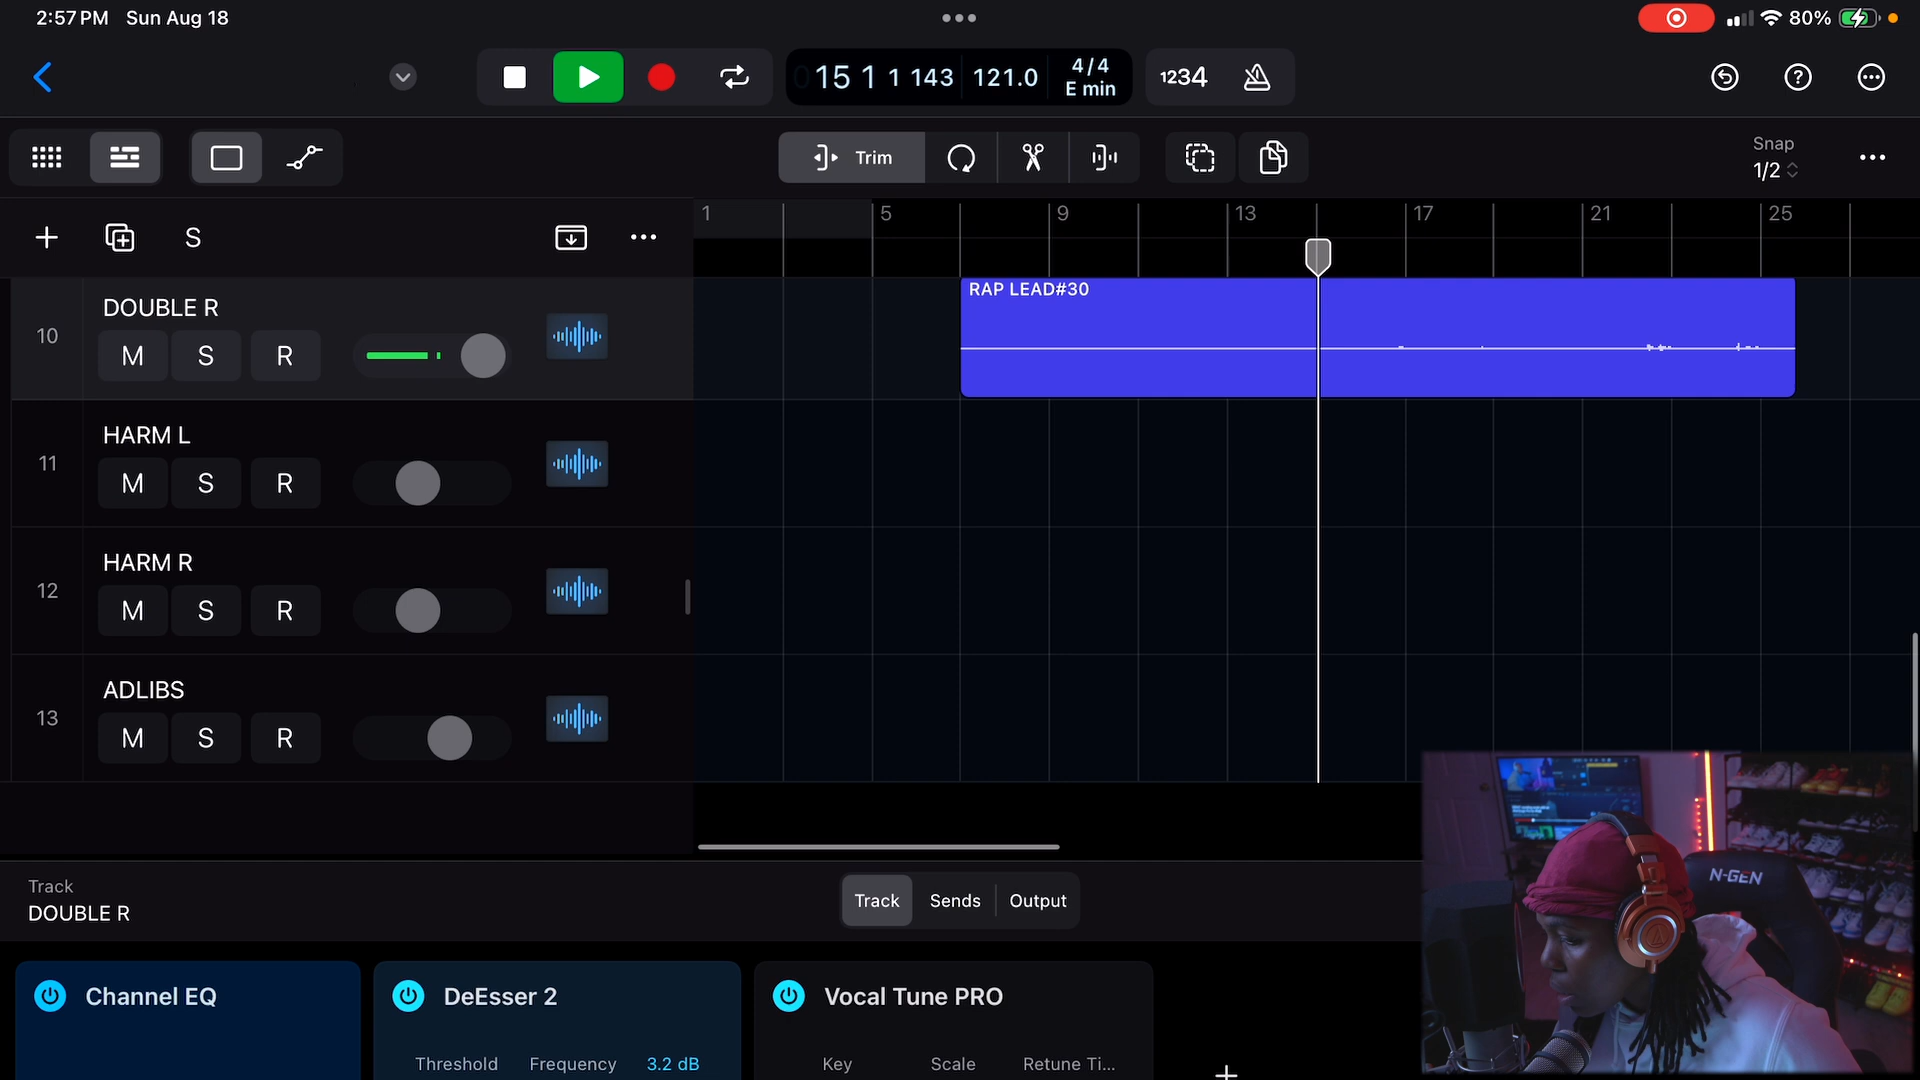 2:57 PM Sun Aug 18
80%
15 1 1 143
121.0
4/4
E min
1234
Trim
Snap
1/2
S
1
5
9
13
17
21
25
10
DOUBLE R
M
S
R
RAP LEAD#30
11
HARM L
M
S
R
12
HARM R
M
S
R
13
ADLIBS
M
S
R
N-GEN
Track
DOUBLE R
Track
Sends
Output
Channel EQ
DeEsser 2
Threshold
Frequency
3.2 dB
Vocal Tune PRO
Key
Scale
Retune Ti...